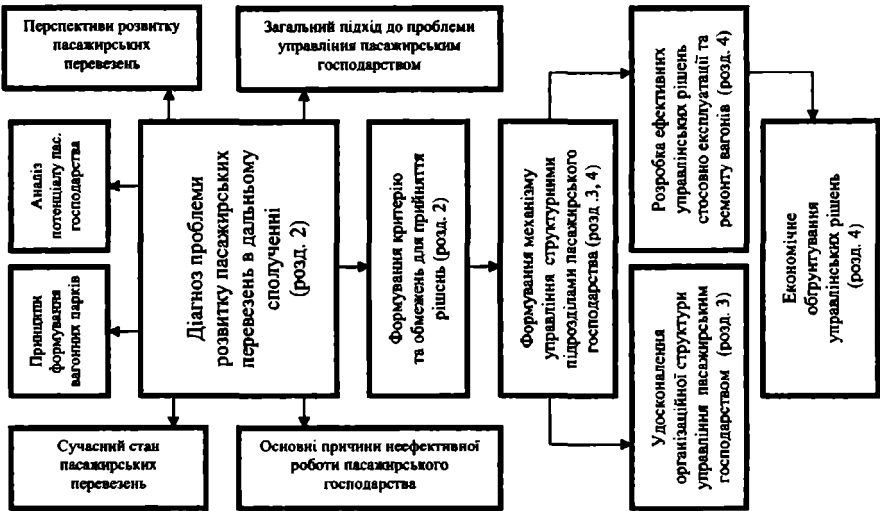 Перспективи розвитку
пасажирських
перевезень
Загальний підхід до проблеми
управління пасажирським
господарством
Аналіз
потенціалу пас.
господарства
Принципи
формування
вагонних парків
Діагноз проблеми
розвитку пасажирських
перевезень в дальньому
сполученні
(розд. 2)
Сучасний стан
пасажирських
перевезень
Основні причини неефективної
роботи пасажирського
господарства
Формування критерію
та обмежень для прийняття
рішень (розд. 2)
Формування механізму
управління структурними
підрозділами пасажирського
господарства (розд .3, 4)
Розробка ефективних
управлінських рішень
стосовно експлуатації та
ремонту вагонів (розд. 4)
Удосконалення
організаційної структури
управління пасажирським
господарством (розд. 3)
Економічне
обґрунтування
управлінських рішень
(розд. 4)